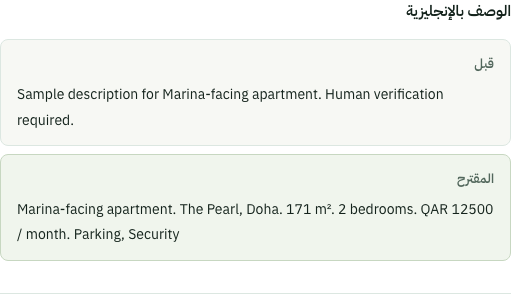 الوصف بالإنجليزية
قبل
Sample description for Marina-facing apartment. Human verification
required.
المقترح
Marina-facing apartment. The Pearl, Doha. 171 m². 2 bedrooms. QAR 12500
/ month. Parking, Security